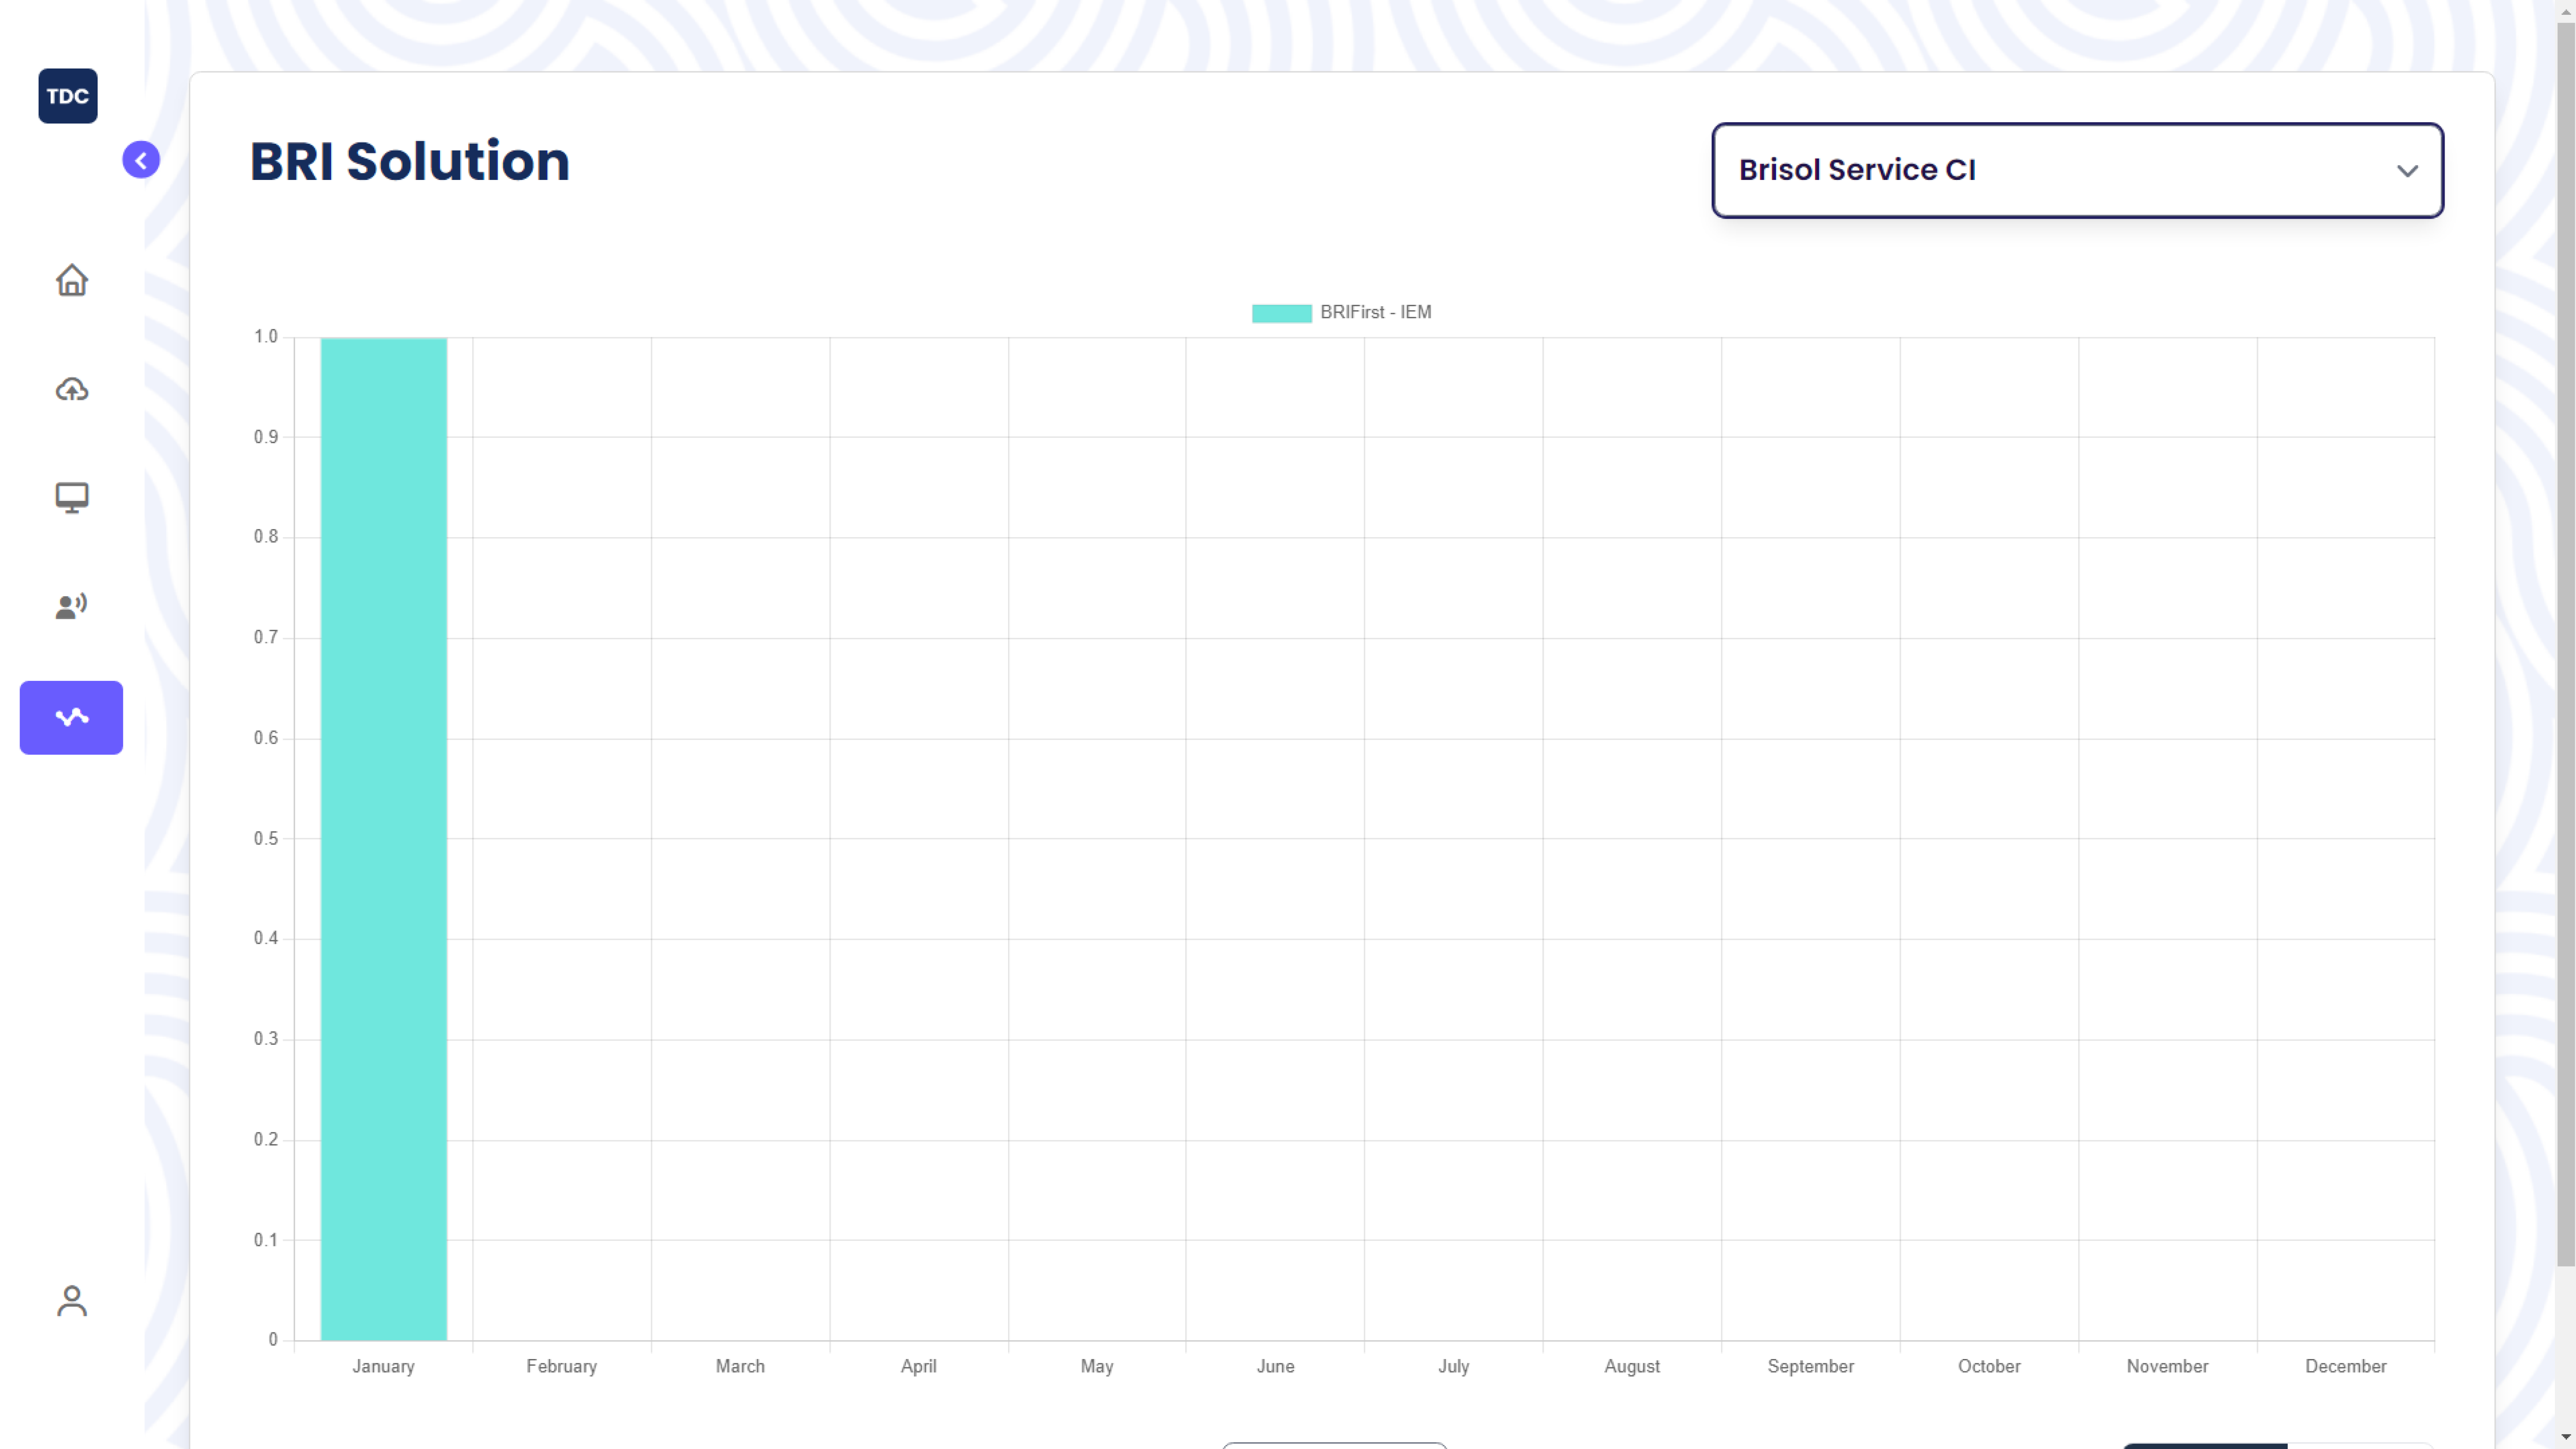 TDC
BRI Solution
Brisol Service CI
BRIFirst - IEM
1.0
0.9
0.8
0.7
0.6
0.5
0.4
0.3
0.2
0.1
0
January February March April May June July August September October November December